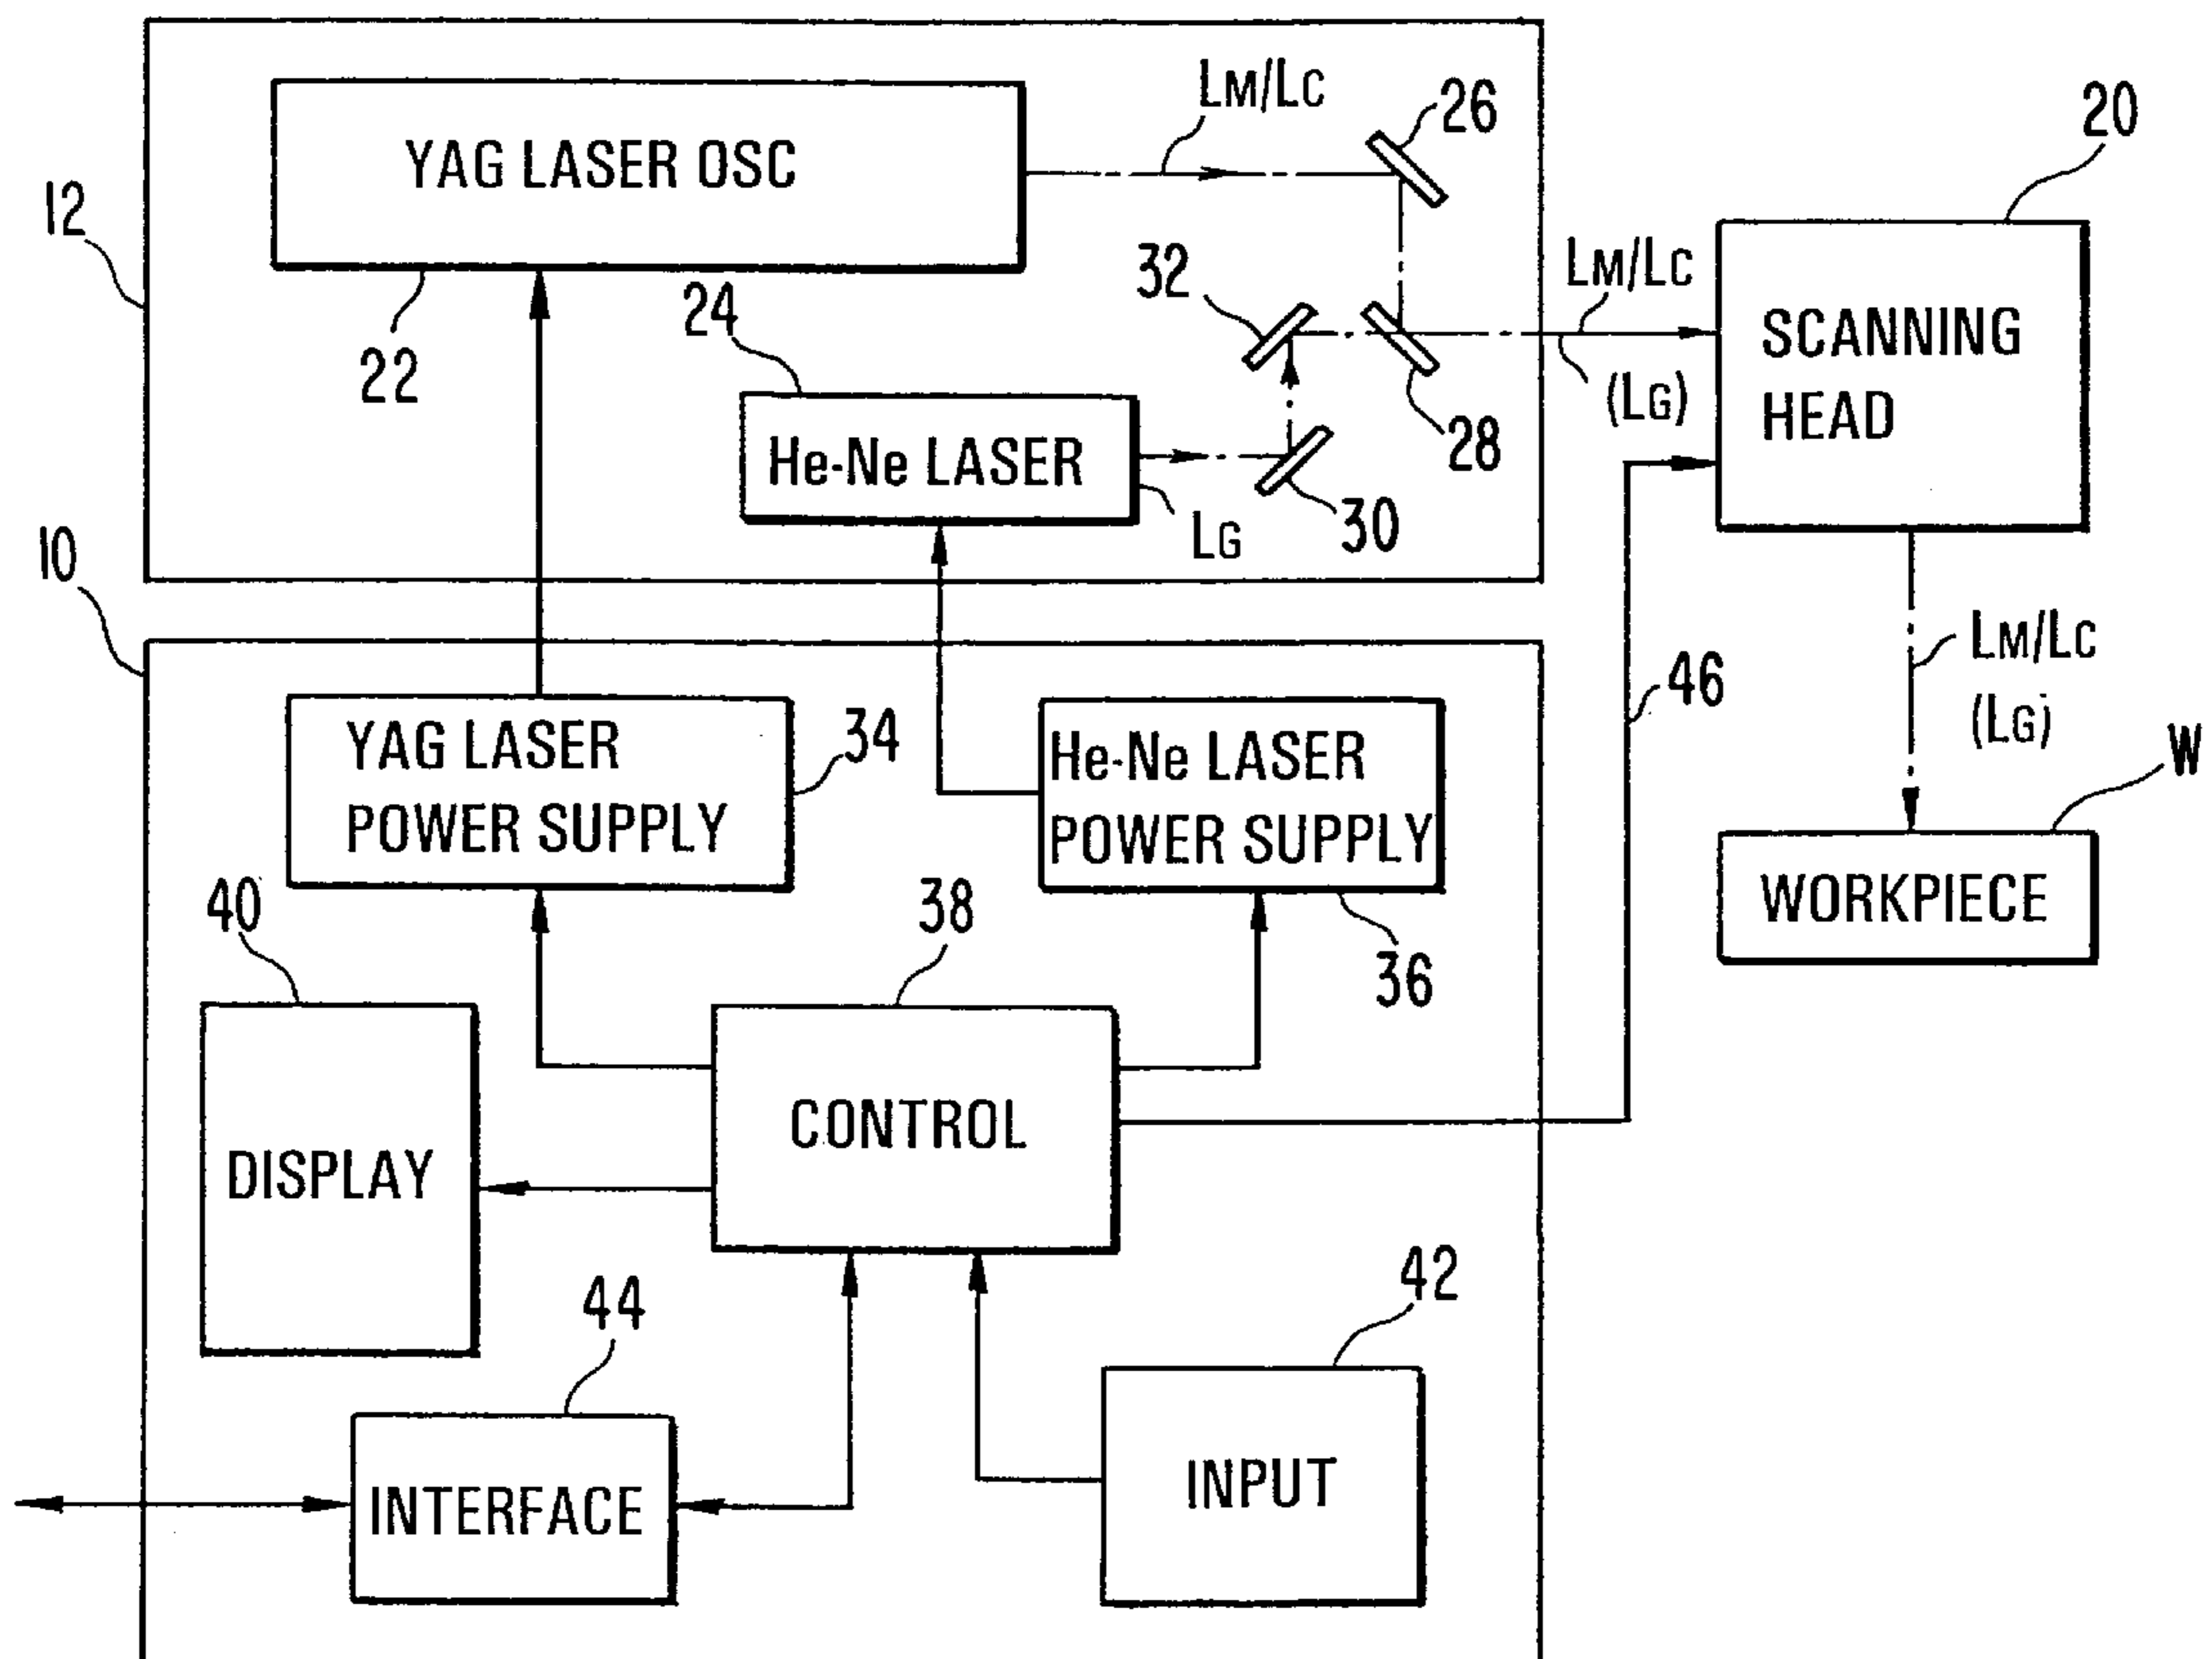 LM/LC
26
20
YAG LASER OSC
12
32
LM/LC
24
SCANNING
HEAD
22
(LG)
28
He-Ne LASER
30
LG
10
LM/LC
46
(LG)
YAG LASER
POWER SUPPLY
34
He-Ne LASER
POWER SUPPLY
W
40
38
WORKPIECE
36
CONTROL
DISPLAY
44
42
INTERFACE
INPUT